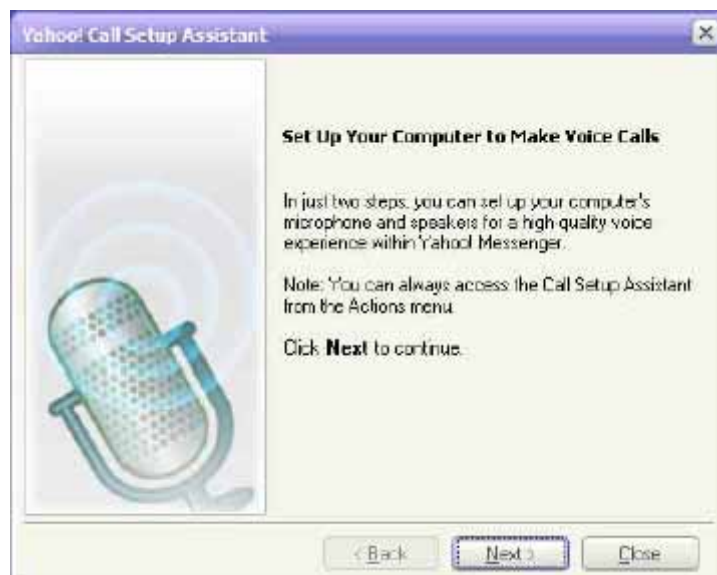 Yahoo! Call Setup Assistant
Set Up Your Computer to Make Voice Calls
In just two steps, you can set up your computer's
microphone and speakers for a high-quality voice
experience within Yahoo! Messenger.
Note: You can always access the Call Setup Assistant
from the Actions menu.
Click Next to continue.
< Back
Next >
Close